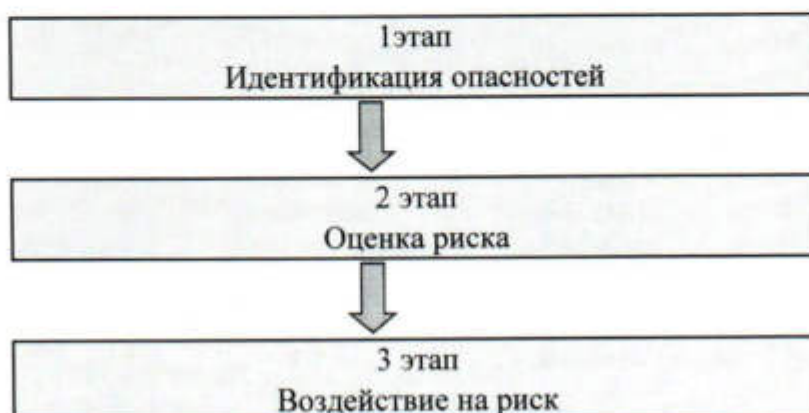 1этап
Идентификация опасностей
2 этап
Оценка риска
3 этап
Воздействие на риск